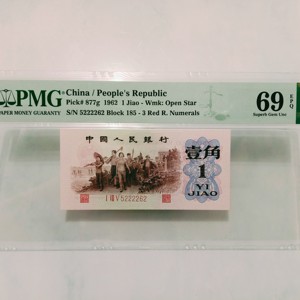 PMG
PAPER MONEY GUARANTY
China / People's Republic
Pick# 877g 1962 1 Jiao - Wmk: Open Star
S/N 5222262 Block 185 - 3 Red R. Numerals
69 EPQ
Superb Gem Unc
中国人民银行
壹角
1
YI
JIAO
I II V 5222262